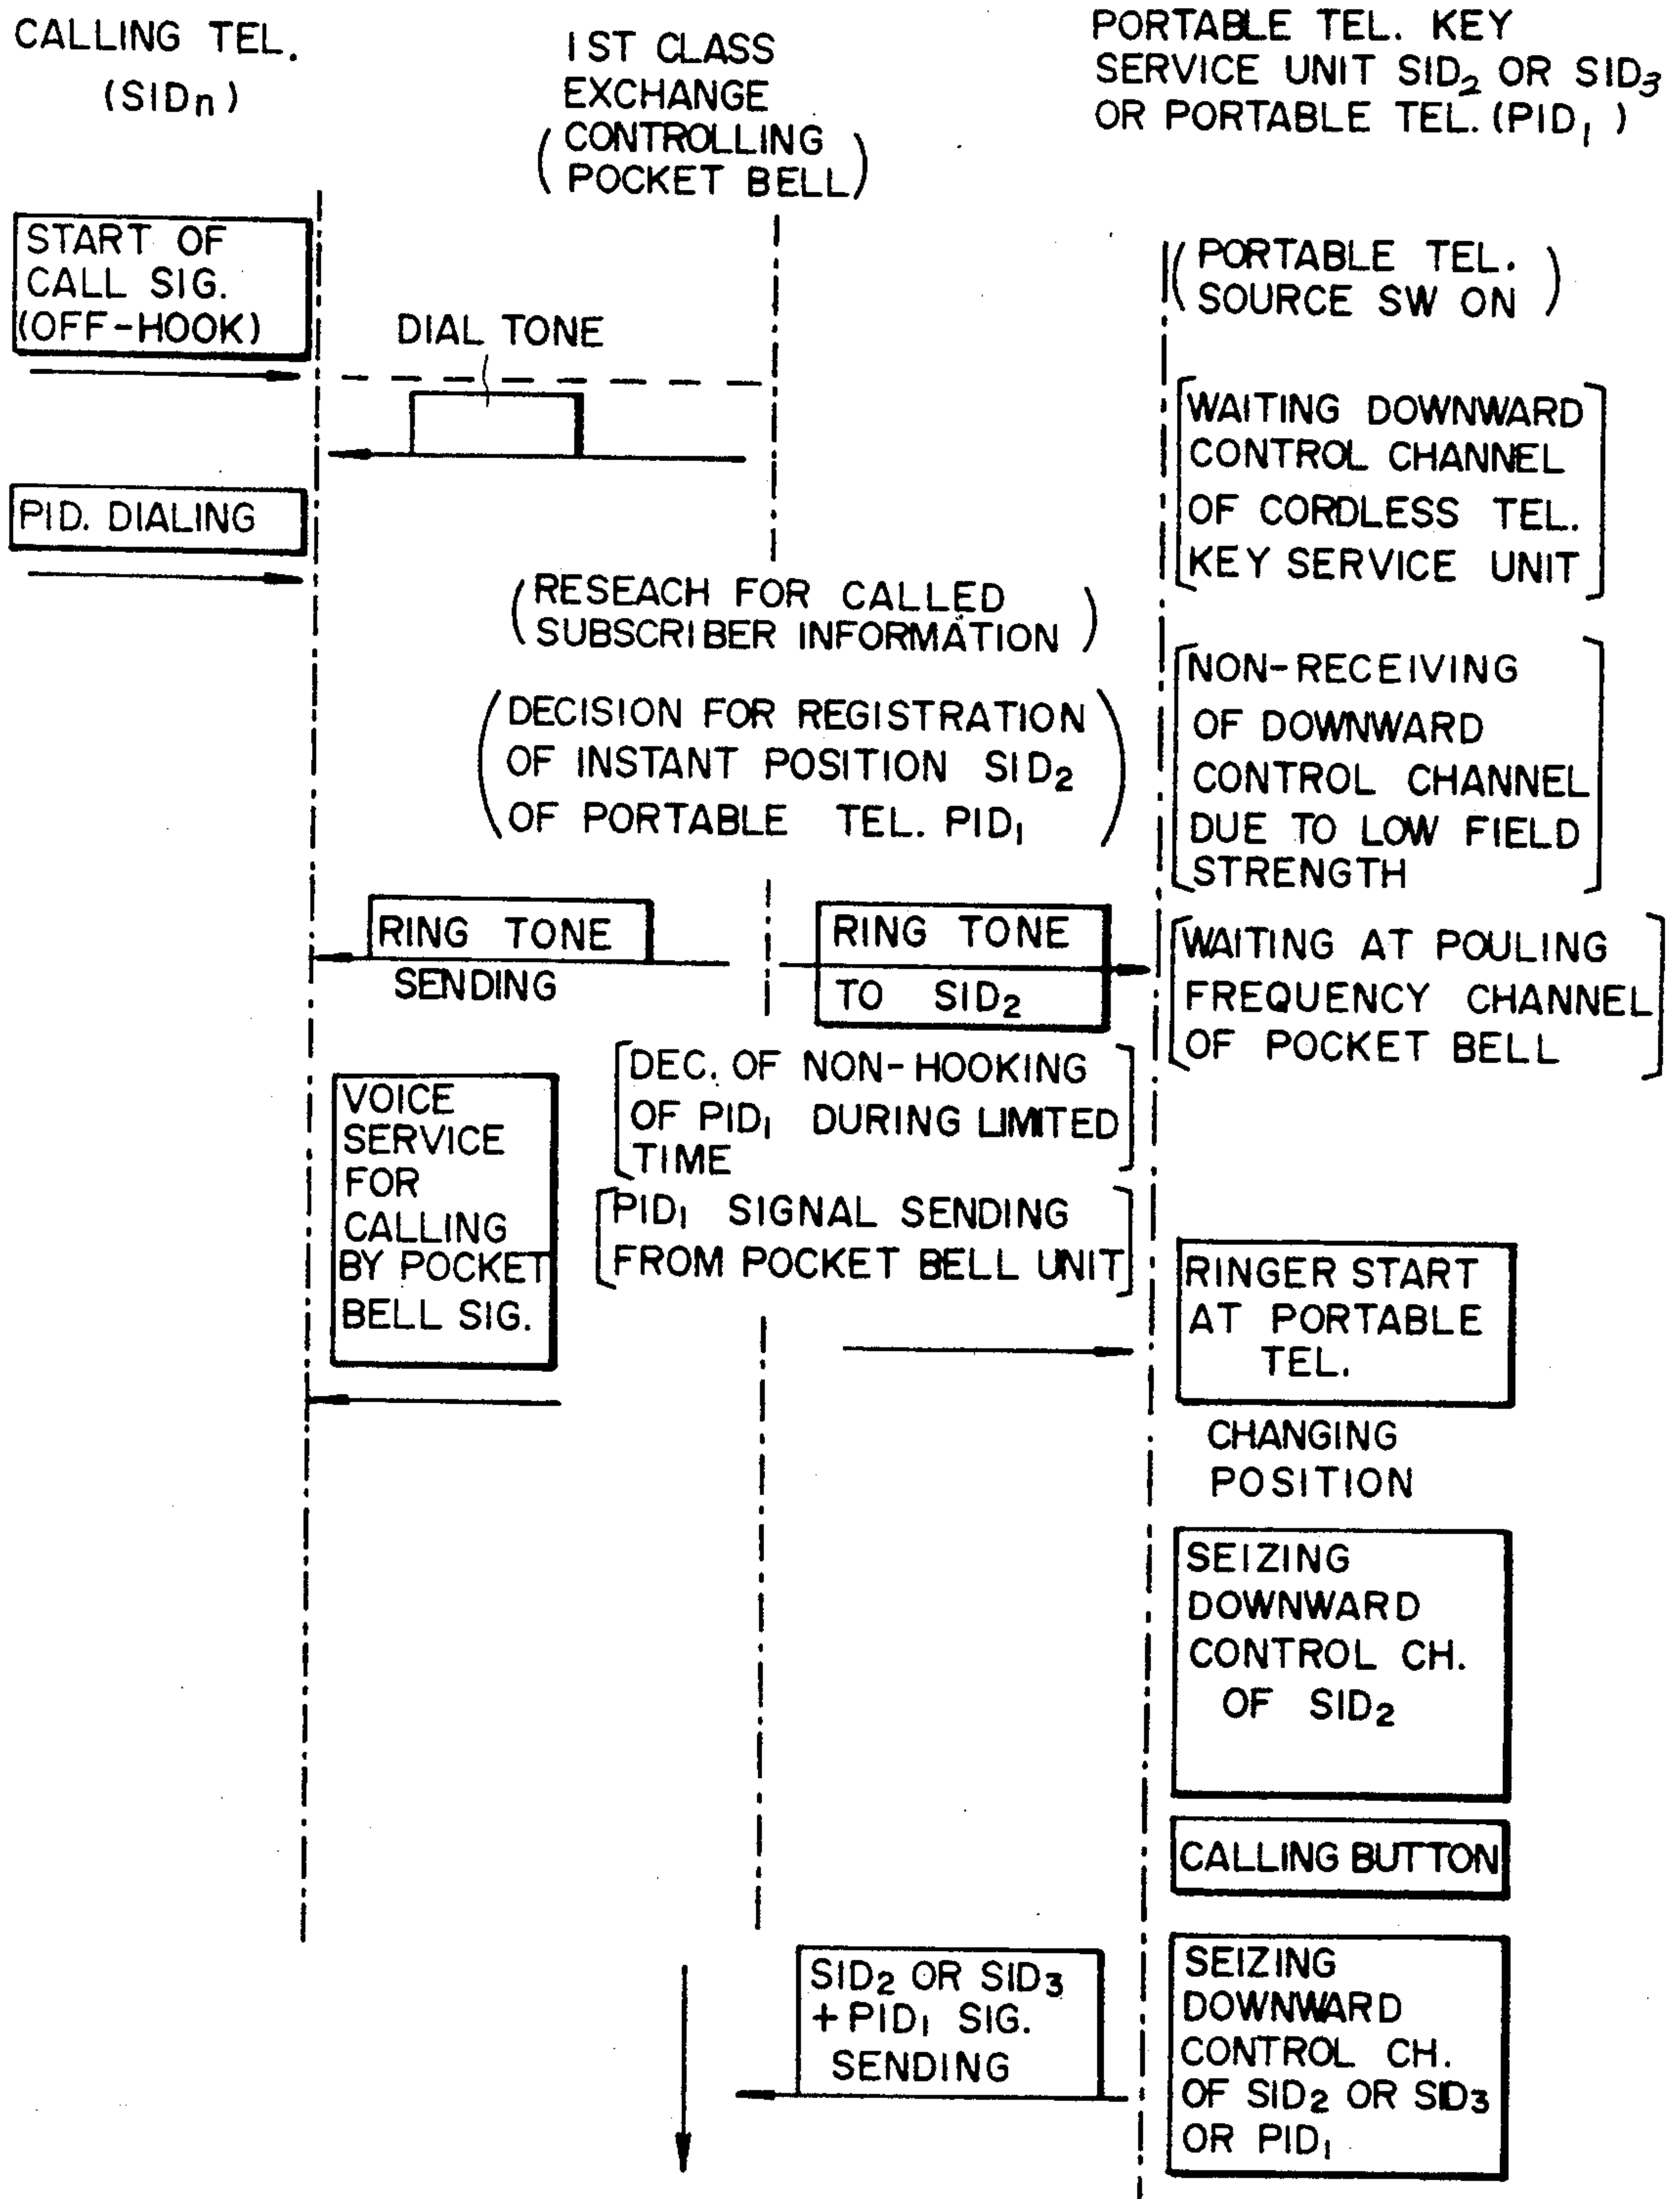 CALLING TEL.
(SIDn)
1ST CLASS
EXCHANGE
(CONTROLLING
POCKET BELL)
PORTABLE TEL. KEY
SERVICE UNIT SID₂ OR SID₃
OR PORTABLE TEL. (PID₁)
START OF
CALL SIG.
(OFF-HOOK)
(PORTABLE TEL.
SOURCE SW ON)
DIAL TONE
[WAITING DOWNWARD
CONTROL CHANNEL
OF CORDLESS TEL.
KEY SERVICE UNIT]
PID. DIALING
(RESEACH FOR CALLED
SUBSCRIBER INFORMATION)
[NON-RECEIVING
OF DOWNWARD
CONTROL CHANNEL
DUE TO LOW FIELD
STRENGTH]
(DECISION FOR REGISTRATION
OF INSTANT POSITION SID₂
OF PORTABLE TEL. PID₁)
RING TONE
SENDING
RING TONE
TO SID₂
[WAITING AT POULING
FREQUENCY CHANNEL
OF POCKET BELL]
[DEC. OF NON-HOOKING
OF PID₁ DURING LIMITED
TIME]
VOICE
SERVICE
FOR
CALLING
BY POCKET
BELL SIG.
[PID₁ SIGNAL SENDING
FROM POCKET BELL UNIT]
RINGER START
AT PORTABLE
TEL.
CHANGING
POSITION
SEIZING
DOWNWARD
CONTROL CH.
OF SID₂
CALLING BUTTON
SID₂ OR SID₃
+PID₁ SIG.
SENDING
SEIZING
DOWNWARD
CONTROL CH.
OF SID₂ OR SID₃
OR PID₁